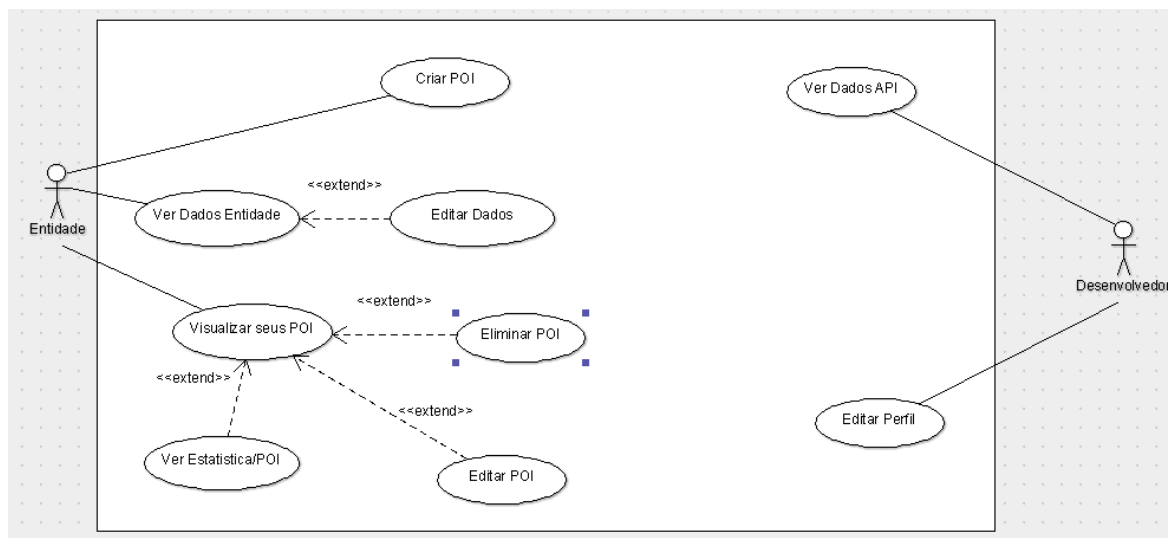 Criar POI
Ver Dados API
<<extend>>
Ver Dados Entidade
Editar Dados
Entidade
Desenvolvedor
<<extend>>
Visualizar seus POI
Eliminar POI
<<extend>>
<<extend>>
Editar Perfil
Ver Estatistica/POI
Editar POI